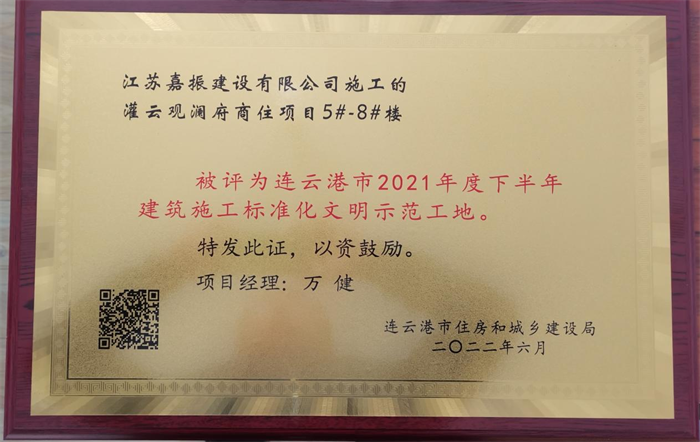 江苏嘉振建设有限公司施工的
灌云观澜府商住项目5#-8#楼
被评为连云港市2021年度下半年
建筑施工标准化文明示范工地。
特发此证，以资鼓励。
项目经理：万 健
连云港市住房和城乡建设局
二〇二二年六月